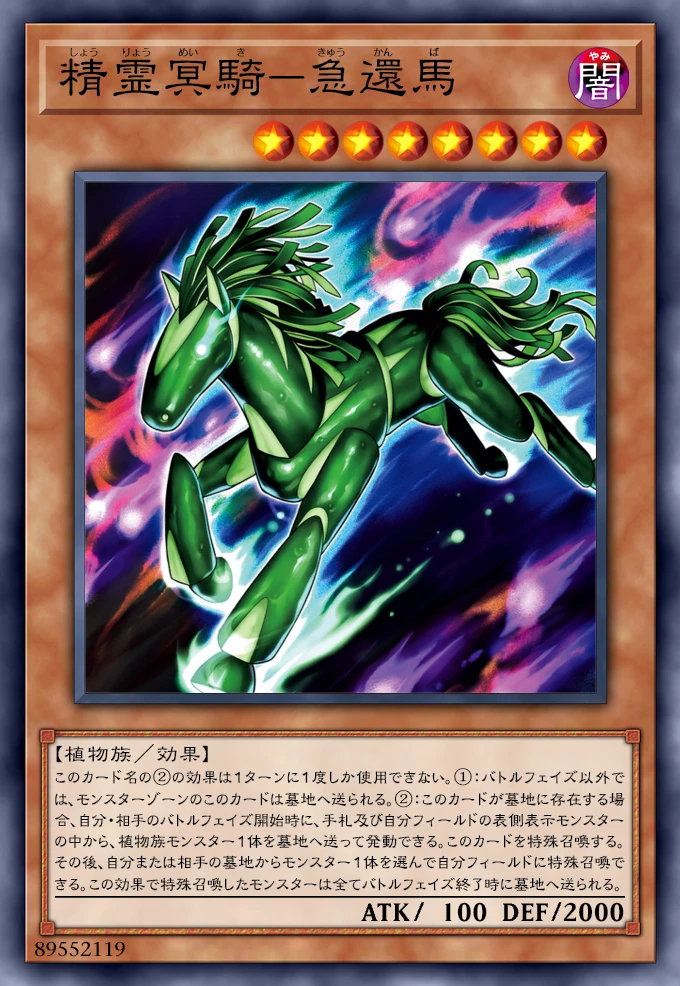 しょう りょう めい き きゅう かん ば
精霊冥騎－急還馬
やみ
闇
【植物族／効果】
このカード名の②の効果は1ターンに1度しか使用できない。①：バトルフェイズ以外で
は、モンスターゾーンのこのカードは墓地へ送られる。②：このカードが墓地に存在する場
合、自分・相手のバトルフェイズ開始時に、手札及び自分フィールドの表側表示モンスター
の中から、植物族モンスター1体を墓地へ送って発動できる。このカードを特殊召喚する。
その後、自分または相手の墓地からモンスター1体を選んで自分フィールドに特殊召喚で
きる。この効果で特殊召喚したモンスターは全てバトルフェイズ終了時に墓地へ送られる。
ATK/ 100 DEF/2000
89552119